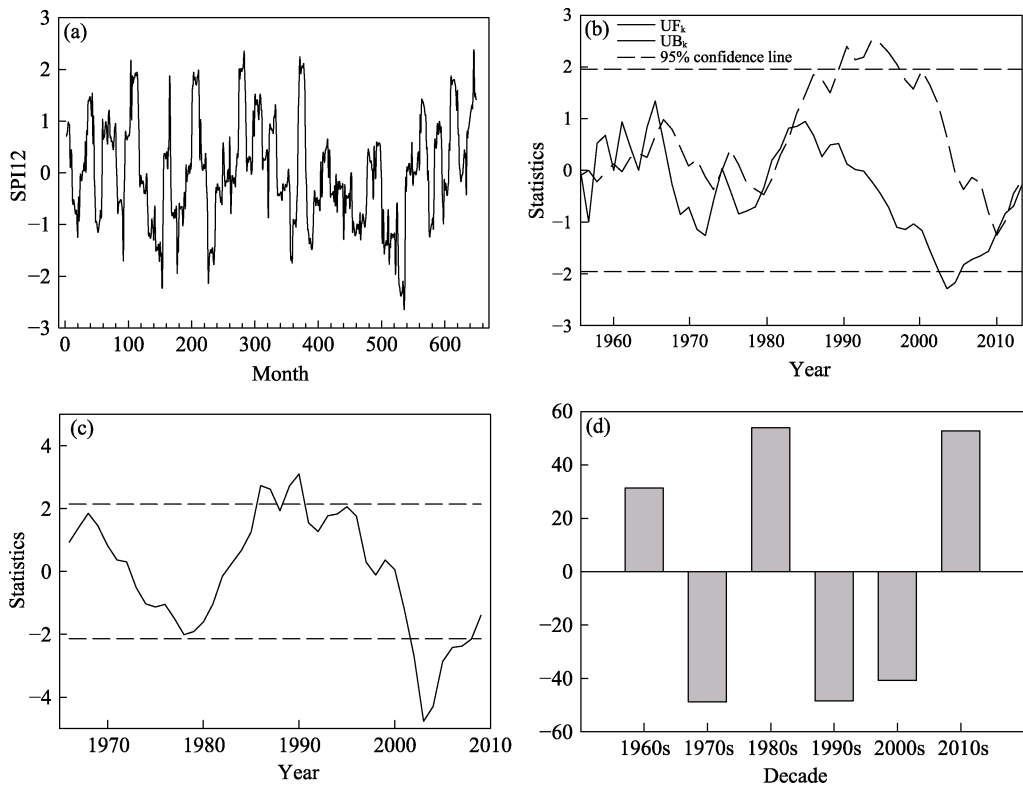 (a)
3
2
1
0
−1
−2
−3
SPI12
0 100 200 300 400 500 600
Month
(b)
UFₖ
UBₖ
95% confidence line
3
2
1
0
−1
−2
−3
Statistics
1960 1970 1980 1990 2000 2010
Year
(c)
4
2
0
−2
−4
Statistics
1970 1980 1990 2000 2010
Year
(d)
60
40
20
0
−20
−40
−60
1960s 1970s 1980s 1990s 2000s 2010s
Decade